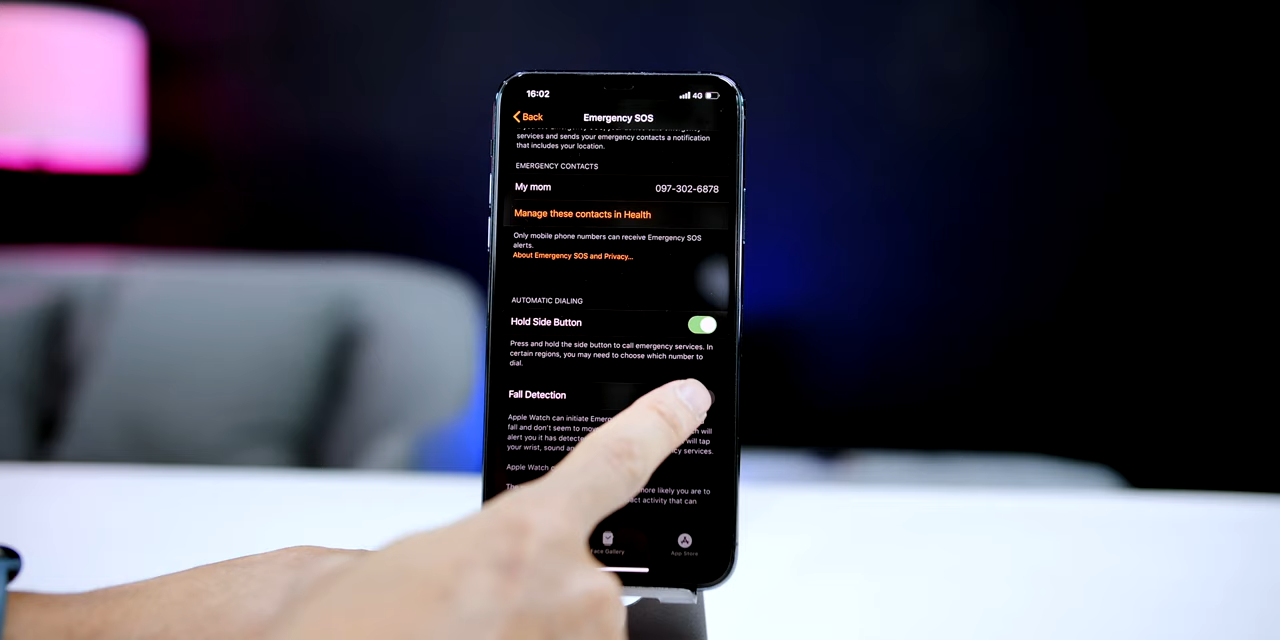 16:02
4G
Back
Emergency SOS
services and sends your emergency contacts a notification
that includes your location.
EMERGENCY CONTACTS
My mom 097-302-6878
Manage these contacts in Health
Only mobile phone numbers can receive Emergency SOS
alerts.
About Emergency SOS and Privacy...
AUTOMATIC DIALING
Hold Side Button
Press and hold the side button to call emergency services. In
certain regions, you may need to choose which number to
dial.
Fall Detection
Apple Watch can initiate
fall and don't seem to will
alert you it has will tap
your wrist, sound services.
Apple Watch
more likely you are to
activity that can
Face Gallery
App Store